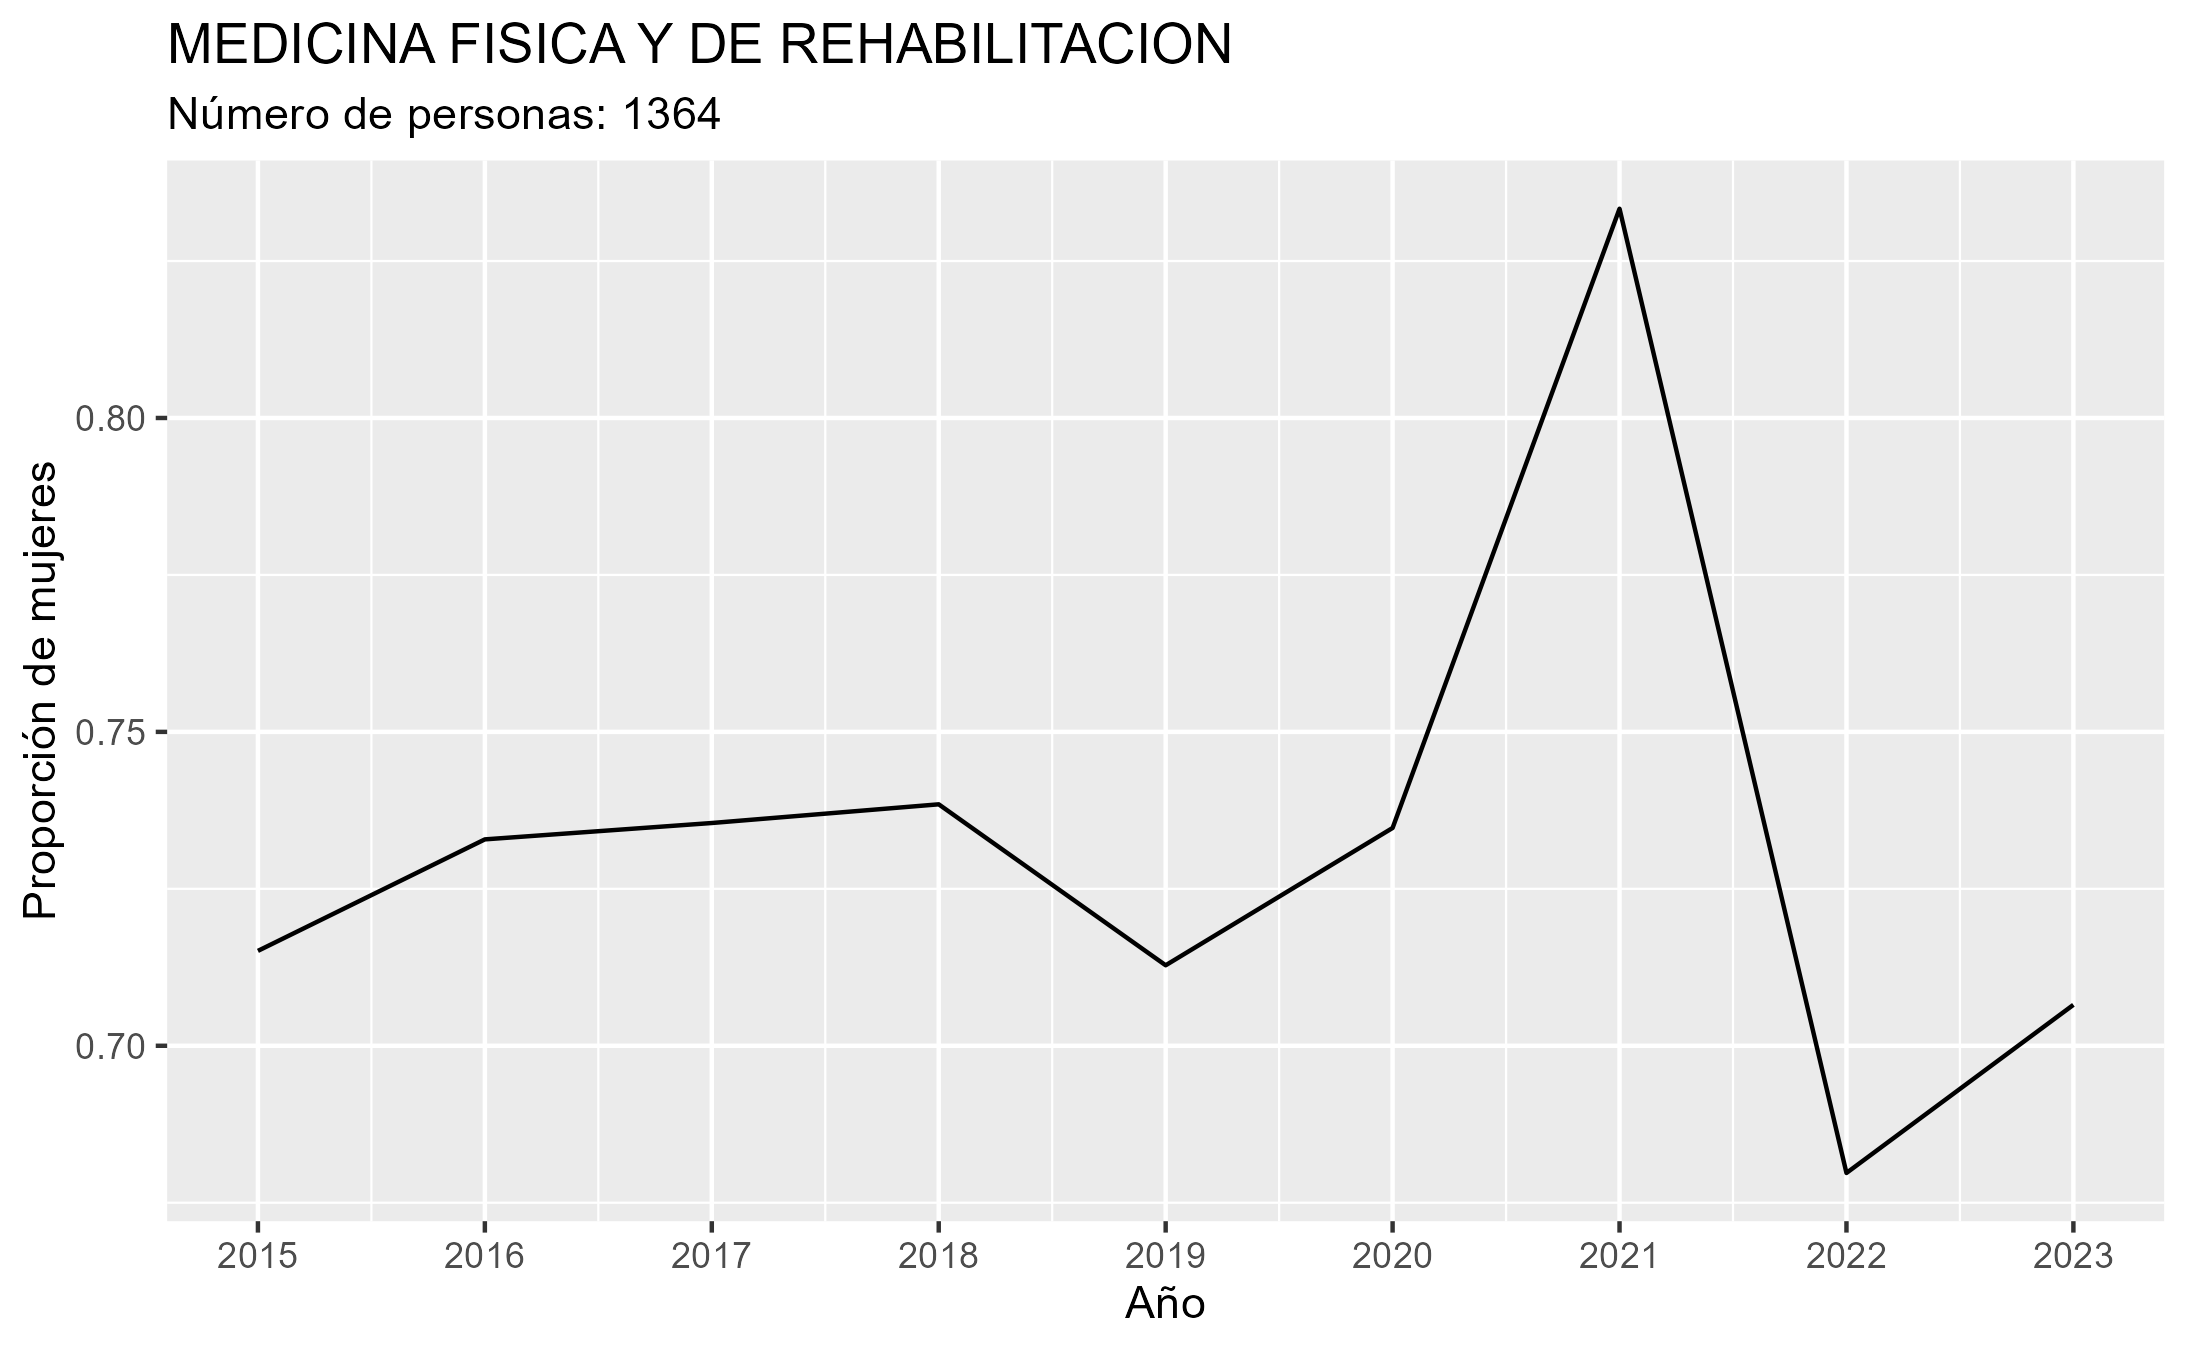 MEDICINA FISICA Y DE REHABILITACION
Número de personas: 1364
Proporción de mujeres
0.80
0.75
0.70
2015 2016 2017 2018 2019 2020 2021 2022 2023
Año